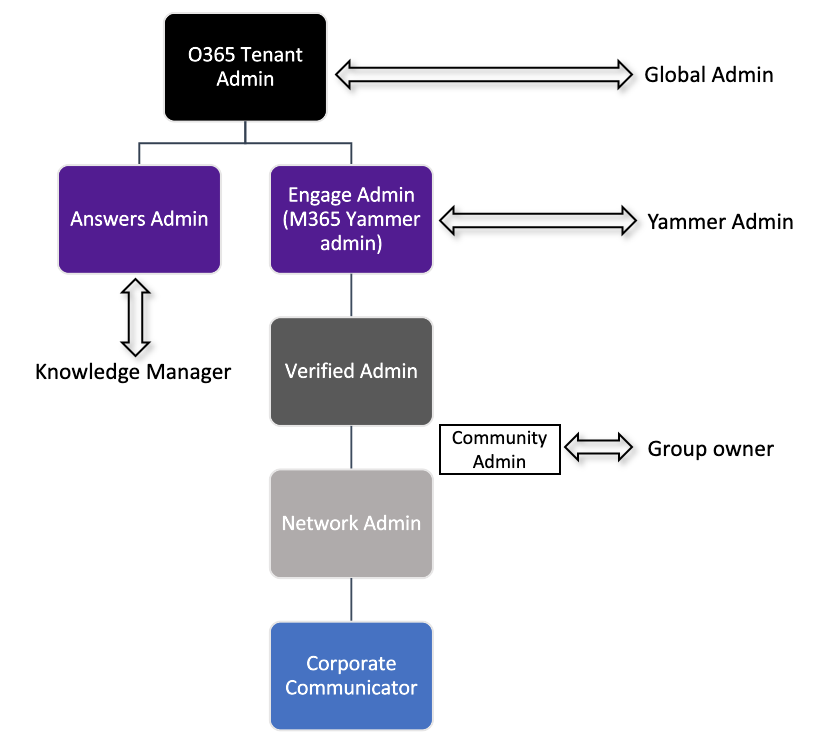 O365 Tenant
Admin
Global Admin
Answers Admin
Engage Admin
(M365 Yammer
admin)
Yammer Admin
Knowledge Manager
Verified Admin
Community
Admin
Group owner
Network Admin
Corporate
Communicator